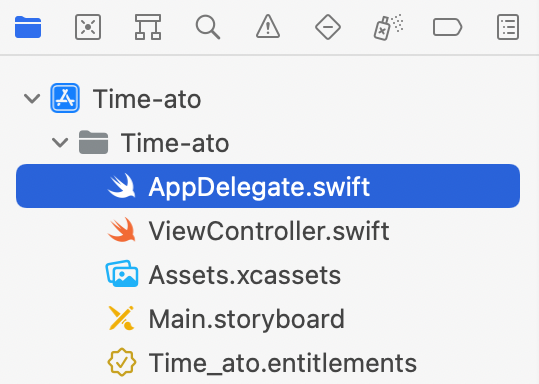 Time-ato
Time-ato
AppDelegate.swift
ViewController.swift
Assets.xcassets
Main.storyboard
Time_ato.entitlements